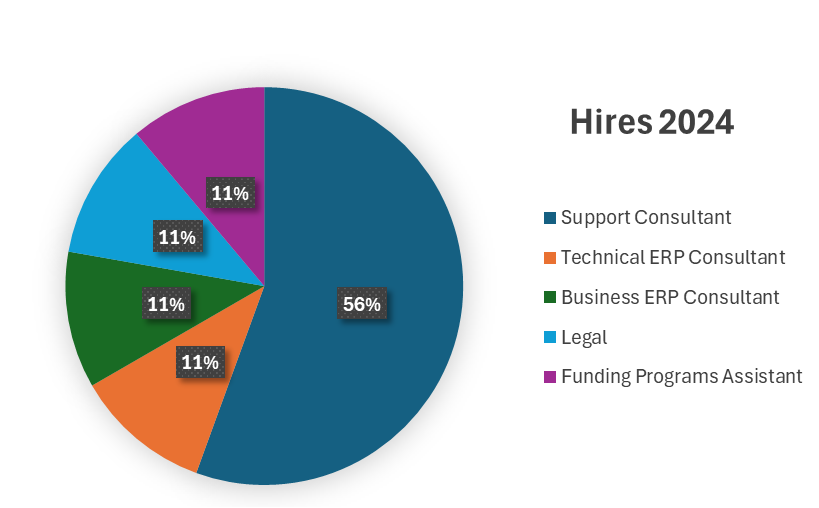 Hires 2024
11%
11%
11%
56%
11%
Support Consultant
Technical ERP Consultant
Business ERP Consultant
Legal
Funding Programs Assistant